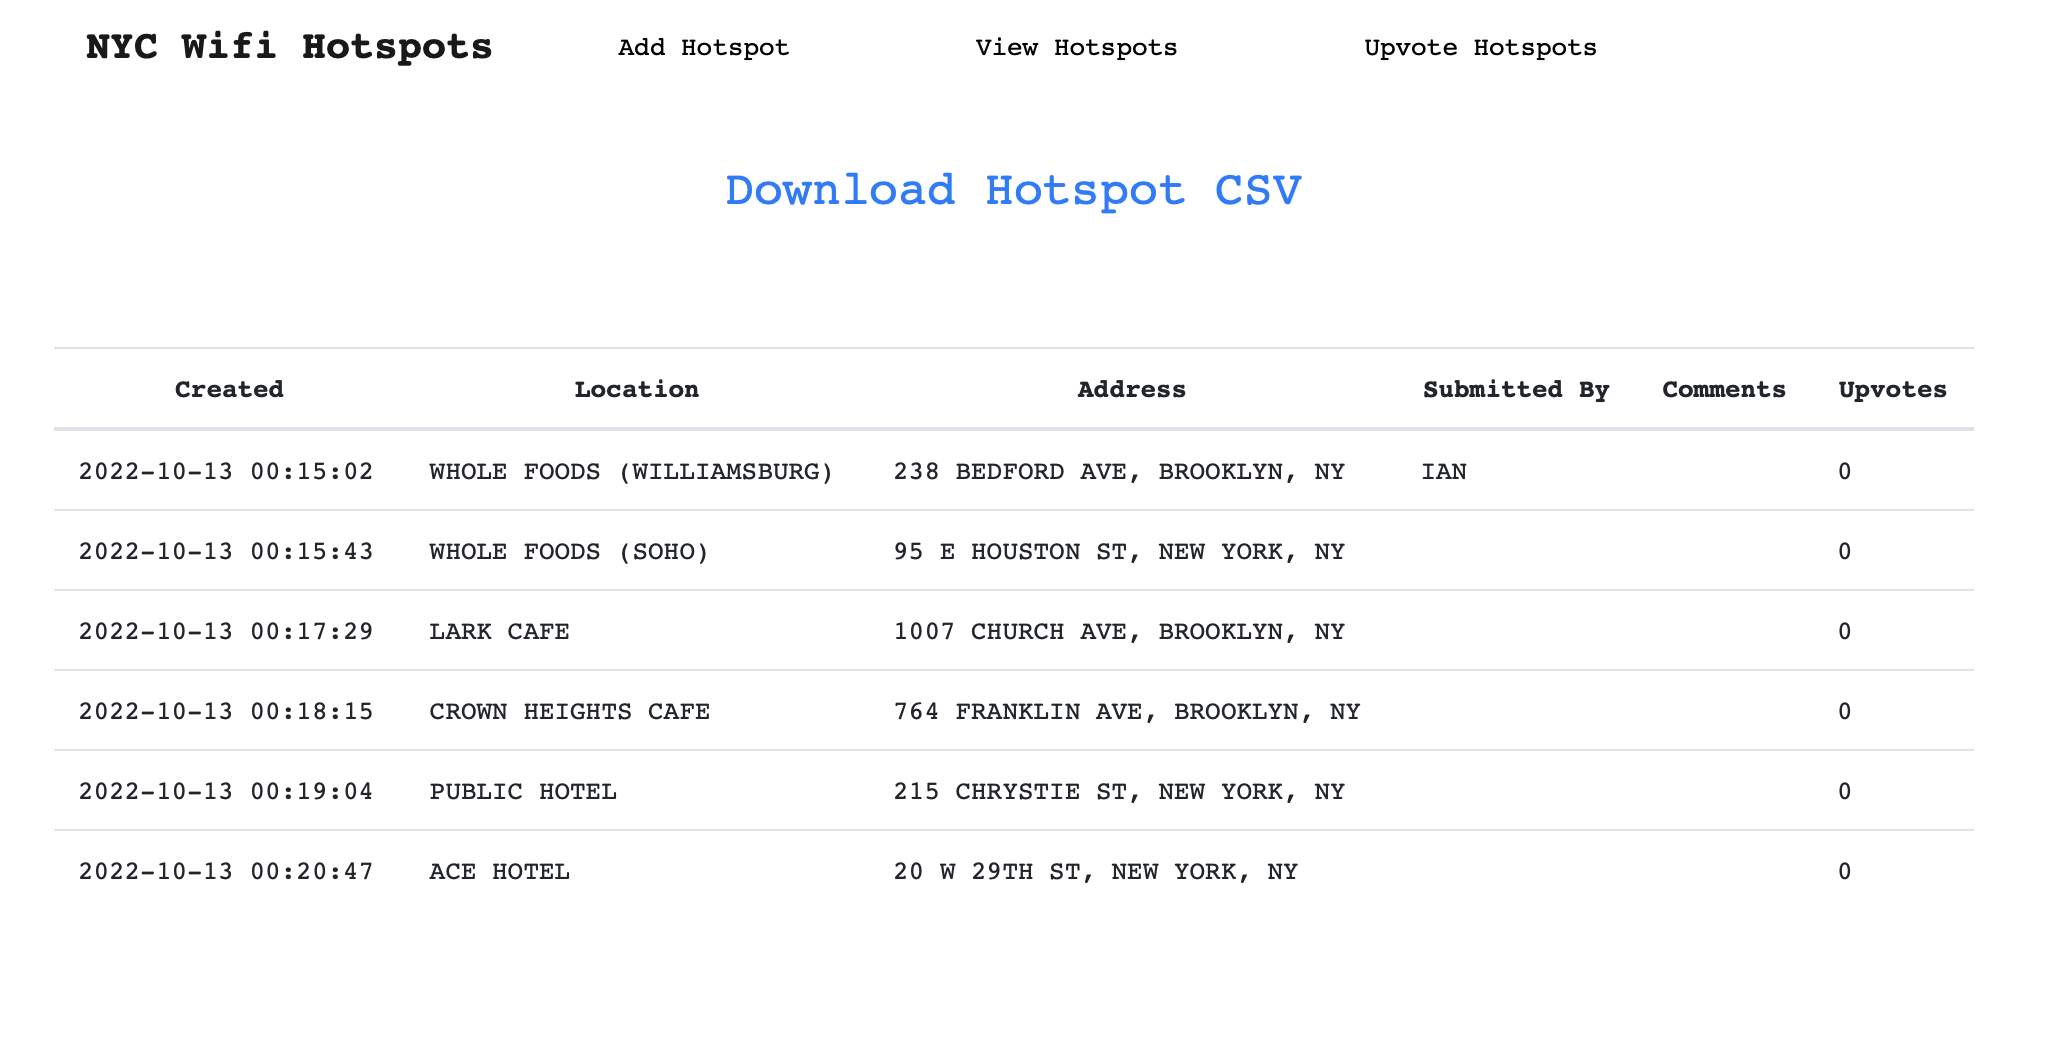 NYC Wifi Hotspots Add Hotspot View Hotspots Upvote Hotspots
Download Hotspot CSV
Created Location Address Submitted By Comments Upvotes
2022-10-13 00:15:02 WHOLE FOODS (WILLIAMSBURG) 238 BEDFORD AVE, BROOKLYN, NY IAN 0
2022-10-13 00:15:43 WHOLE FOODS (SOHO) 95 E HOUSTON ST, NEW YORK, NY 0
2022-10-13 00:17:29 LARK CAFE 1007 CHURCH AVE, BROOKLYN, NY 0
2022-10-13 00:18:15 CROWN HEIGHTS CAFE 764 FRANKLIN AVE, BROOKLYN, NY 0
2022-10-13 00:19:04 PUBLIC HOTEL 215 CHRYSTIE ST, NEW YORK, NY 0
2022-10-13 00:20:47 ACE HOTEL 20 W 29TH ST, NEW YORK, NY 0